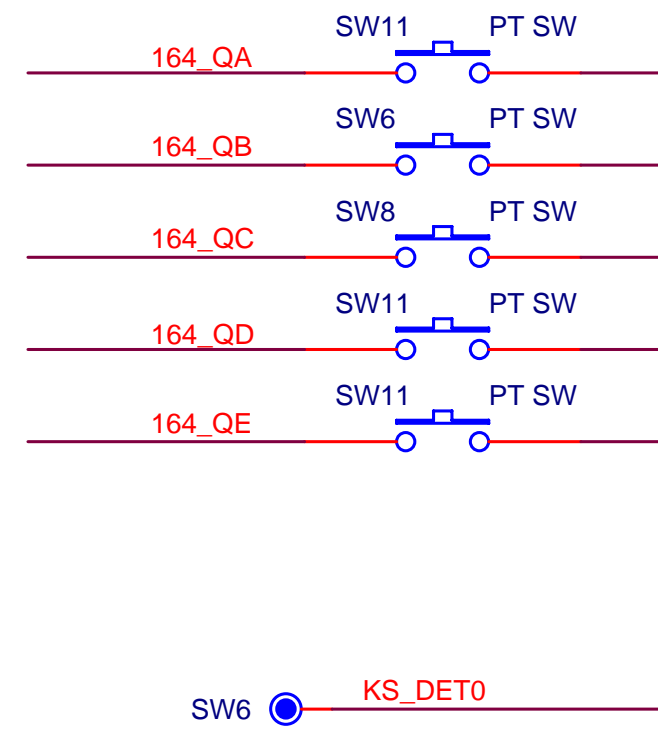 SW11 PT SW
164_QA
SW6 PT SW
164_QB
SW8 PT SW
164_QC
SW11 PT SW
164_QD
SW11 PT SW
164_QE
KS_DET0
SW6